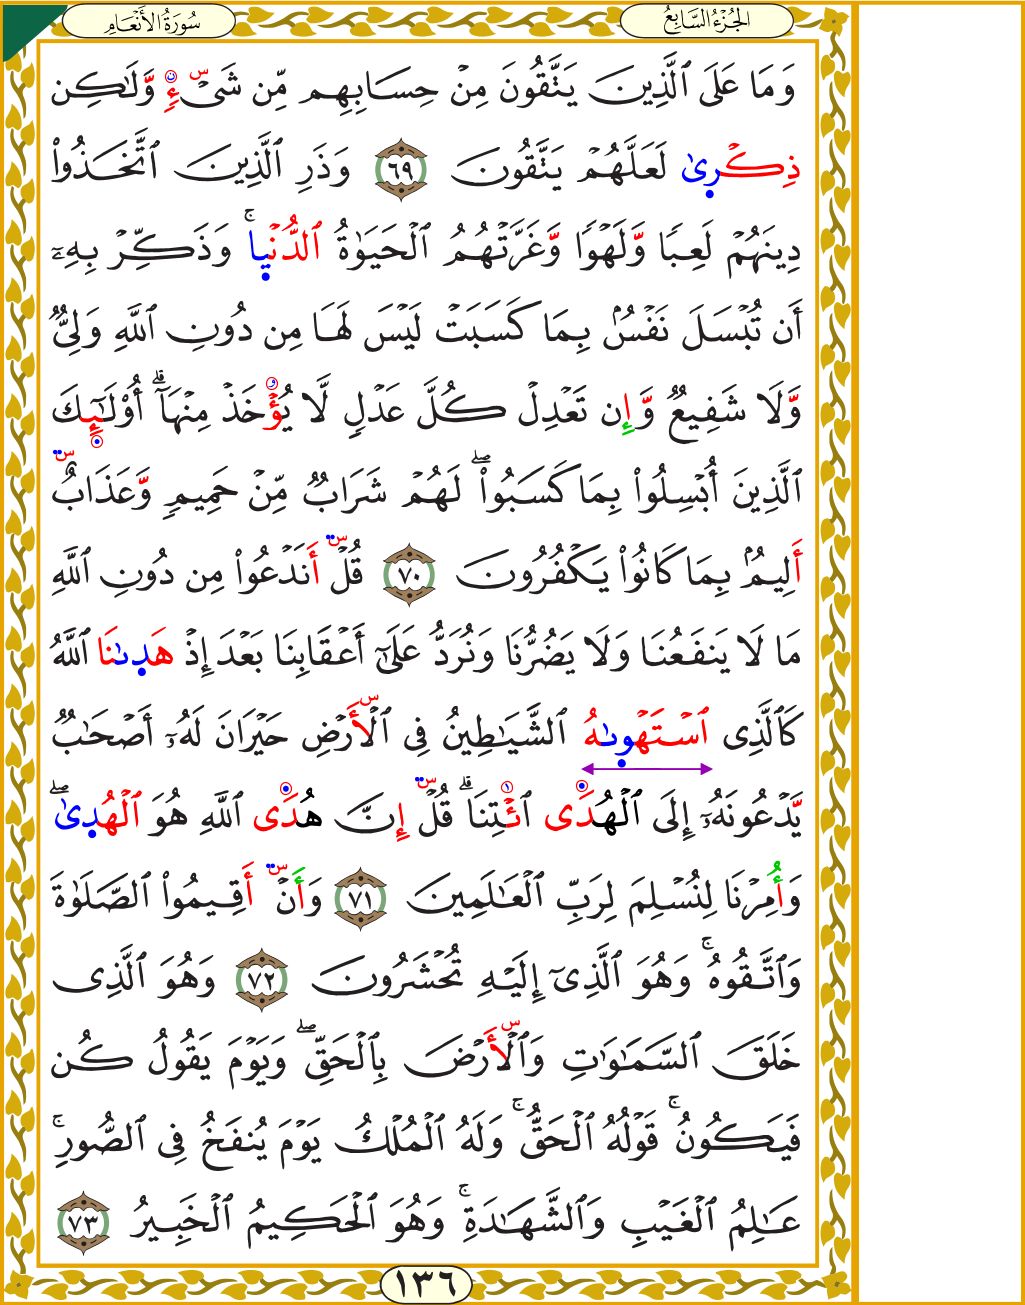 الجُزْءُ السَّابِعُ
سُورَةُ الأَنْعَامِ
وَمَا عَلَى ٱلَّذِينَ يَتَّقُونَ مِنْ حِسَابِهِم مِّن شَىْءٍ وَلَٰكِن
ذِكْرَىٰ لَعَلَّهُمْ يَتَّقُونَ ٦٩ وَذَرِ ٱلَّذِينَ ٱتَّخَذُوا۟
دِينَهُمْ لَعِبًا وَلَهْوًا وَغَرَّتْهُمُ ٱلْحَيَوٰةُ ٱلدُّنْيَا ۚ وَذَكِّرْ بِهِۦٓ
أَن تُبْسَلَ نَفْسٌۢ بِمَا كَسَبَتْ لَيْسَ لَهَا مِن دُونِ ٱللَّهِ وَلِىٌّ
وَلَا شَفِيعٌ وَإِن تَعْدِلْ كُلَّ عَدْلٍ لَّا يُؤْخَذْ مِنْهَآ ۗ أُو۟لَٰٓئِكَ
ٱلَّذِينَ أُبْسِلُوا۟ بِمَا كَسَبُوا۟ ۖ لَهُمْ شَرَابٌ مِّنْ حَمِيمٍ وَعَذَابٌ
أَلِيمٌۢ بِمَا كَانُوا۟ يَكْفُرُونَ ٧٠ قُلْ أَنَدْعُوا۟ مِن دُونِ ٱللَّهِ
مَا لَا يَنفَعُنَا وَلَا يَضُرُّنَا وَنُرَدُّ عَلَىٰٓ أَعْقَابِنَا بَعْدَ إِذْ هَدِىٰنَا ٱللَّهُ
كَٱلَّذِى ٱسْتَهْوِىٰهُ ٱلشَّيَٰطِينُ فِى ٱلْأَرْضِ حَيْرَانَ لَهُۥٓ أَصْحَٰبٌ
يَدْعُونَهُۥٓ إِلَى ٱلْهُدَى ٱئْتِنَا ۗ قُلْ إِنَّ هُدَى ٱللَّهِ هُوَ ٱلْهُدِىٰ ۖ
وَأُمِرْنَا لِنُسْلِمَ لِرَبِّ ٱلْعَٰلَمِينَ ٧١ وَأَنْ أَقِيمُوا۟ ٱلصَّلَوٰةَ
وَٱتَّقُوهُ ۚ وَهُوَ ٱلَّذِىٓ إِلَيْهِ تُحْشَرُونَ ٧٢ وَهُوَ ٱلَّذِى
خَلَقَ ٱلسَّمَٰوَٰتِ وَٱلْأَرْضَ بِٱلْحَقِّ ۖ وَيَوْمَ يَقُولُ كُن
فَيَكُونُ ۚ قَوْلُهُ ٱلْحَقُّ ۚ وَلَهُ ٱلْمُلْكُ يَوْمَ يُنفَخُ فِى ٱلصُّورِ ۚ
عَٰلِمُ ٱلْغَيْبِ وَٱلشَّهَٰدَةِ ۚ وَهُوَ ٱلْحَكِيمُ ٱلْخَبِيرُ ٧٣
١٣٦